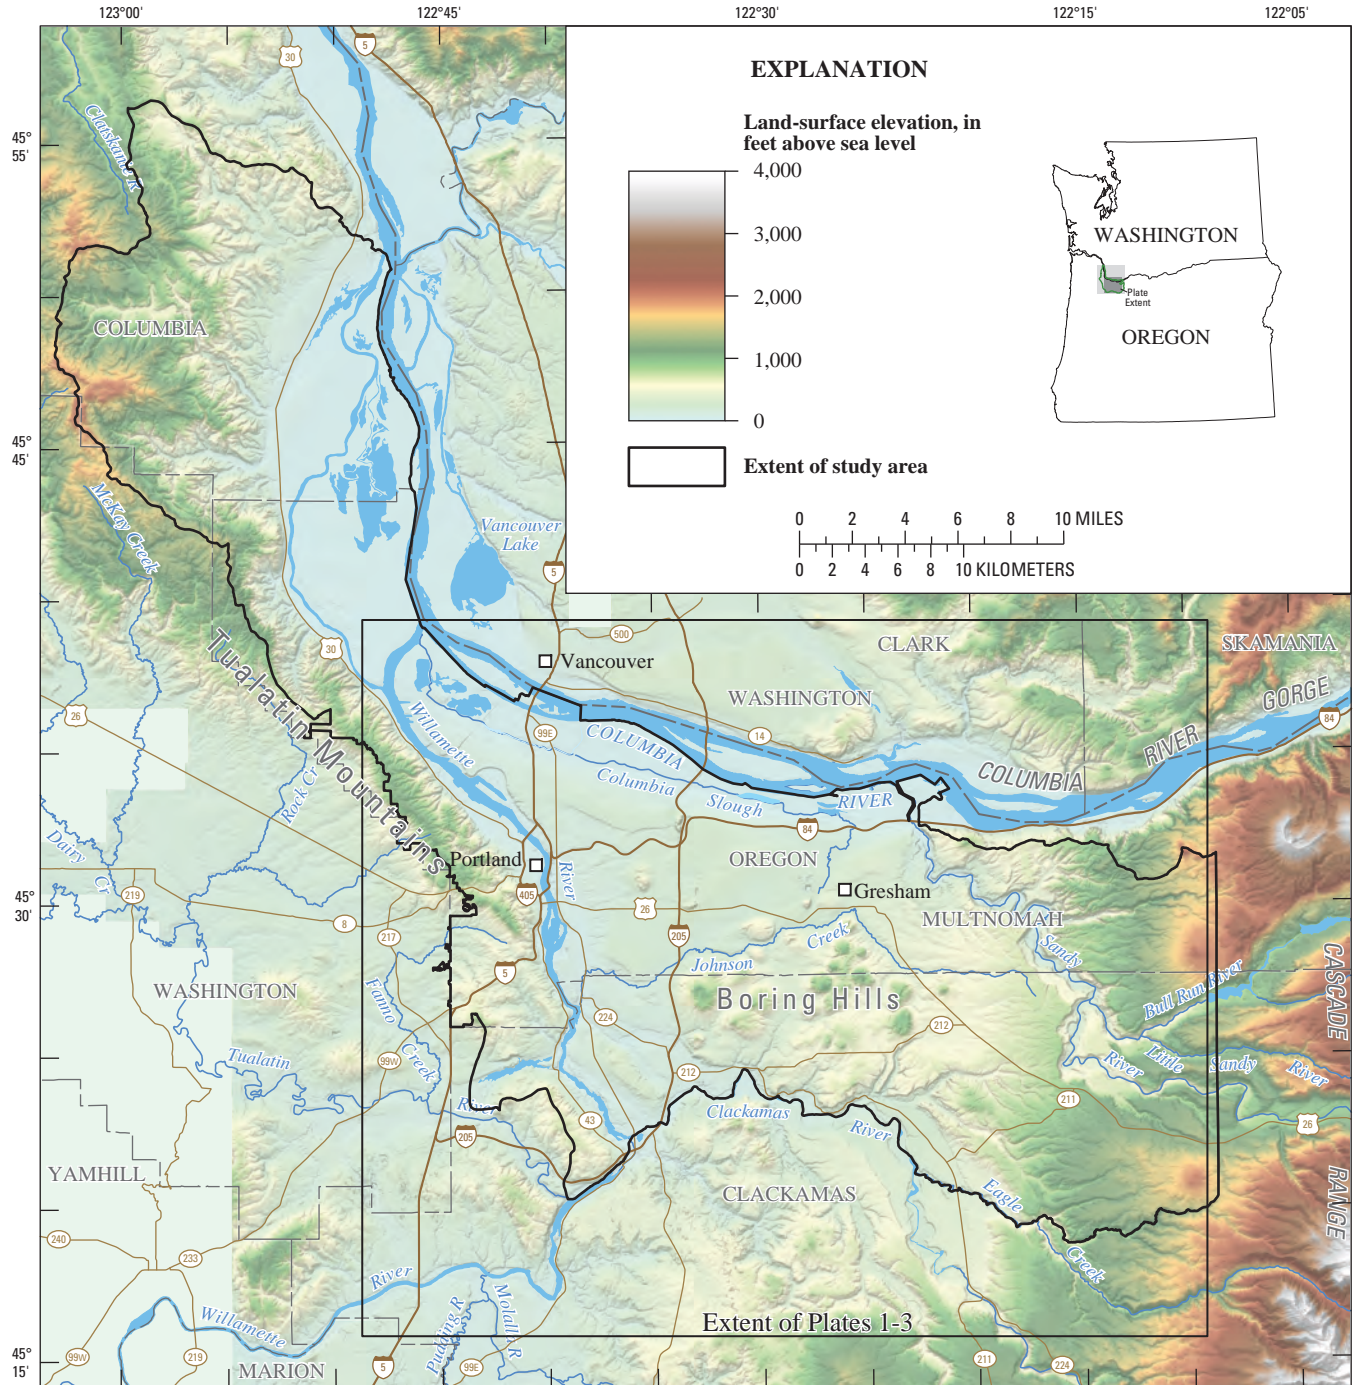 123°00'
122°45'
122°30'
122°15'
122°05'
45°
55'
45°
45'
45°
30'
45°
15'
EXPLANATION
Land-surface elevation, in
feet above sea level
4,000
3,000
2,000
1,000
0
Extent of study area
0 2 4 6 8 10 MILES
0 2 4 6 8 10 KILOMETERS
WASHINGTON
OREGON
Plate
Extent
30
5
Clatskanie R
COLUMBIA
McKay Creek
Vancouver
Lake
5
500
CLARK
SKAMANIA
30
Vancouver
Tualatin Mountains
WASHINGTON
GORGE
RIVER
COLUMBIA
84
26
Willamette
99E
COLUMBIA
14
Columbia
Slough
RIVER
Rock Cr
84
Dairy
Cr
Portland
River
OREGON
Gresham
219
405
26
MULTNOMAH
8
217
205
Creek
Sandy
CASCADE
5
Johnson
Boring Hills
Bull Run River
WASHINGTON
Fanno
224
212
Creek
99W
Tualatin
River
Little
Sandy
River
212
211
River
Clackamas
River
43
205
26
YAMHILL
CLACKAMAS
Eagle
RANGE
240
233
River
Creek
Willamette
Pudding R
Molalla R
Extent of Plates 1-3
99W
219
MARION
5
99E
211
224